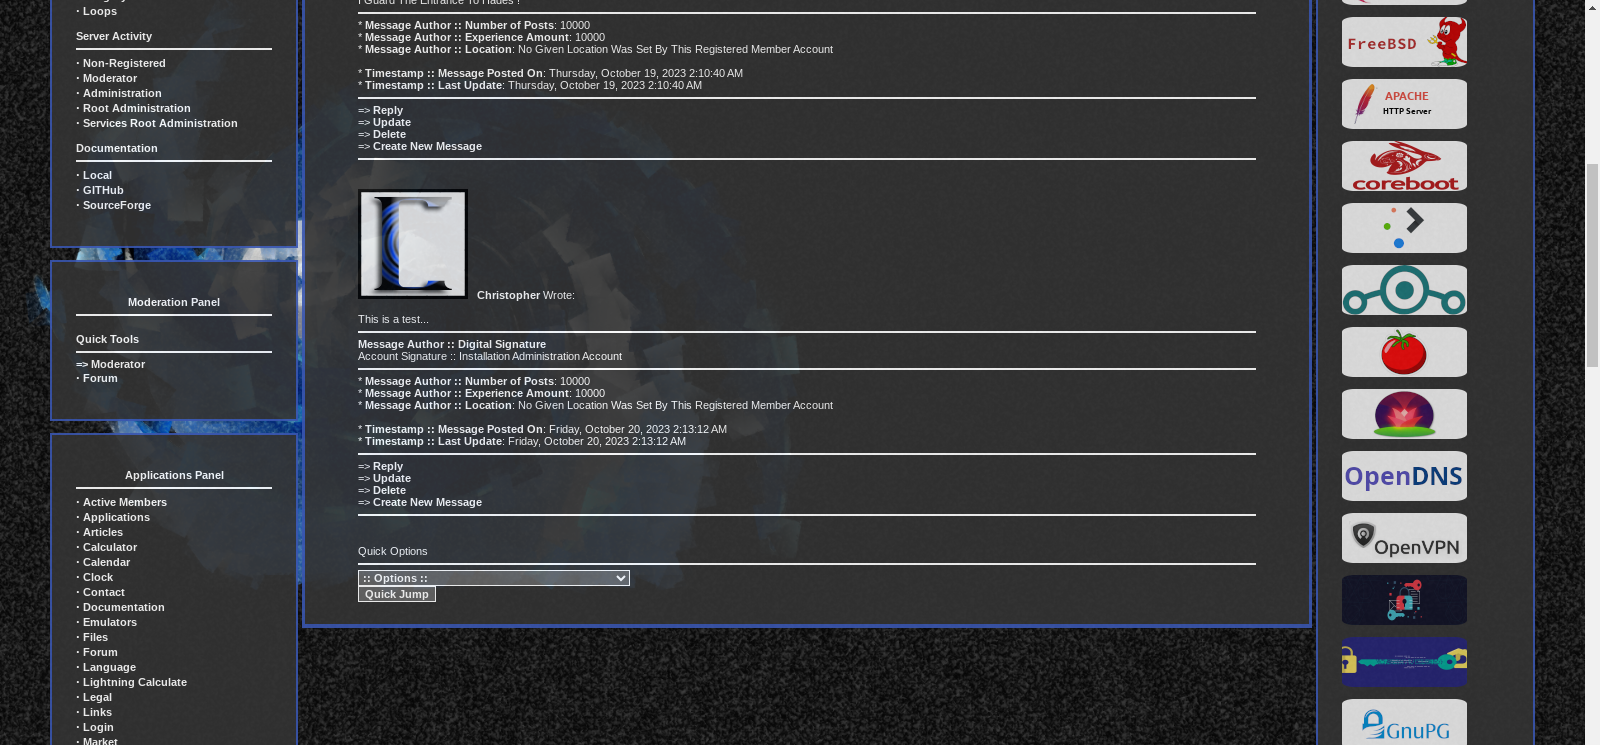 · Loops
Server Activity
· Non-Registered
· Moderator
· Administration
· Root Administration
· Services Root Administration
Documentation
· Local
· GITHub
· SourceForge
Moderation Panel
Quick Tools
=> Moderator
· Forum
Applications Panel
· Active Members
· Applications
· Articles
· Calculator
· Calendar
· Clock
· Contact
· Documentation
· Emulators
· Files
· Forum
· Language
· Lightning Calculate
· Legal
· Links
· Login
· Market
I Guard The Entrance To Hades !
* Message Author :: Number of Posts: 10000
* Message Author :: Experience Amount: 10000
* Message Author :: Location: No Given Location Was Set By This Registered Member Account
* Timestamp :: Message Posted On: Thursday, October 19, 2023 2:10:40 AM
* Timestamp :: Last Update: Thursday, October 19, 2023 2:10:40 AM
=> Reply
=> Update
=> Delete
=> Create New Message
Christopher Wrote:
This is a test...
Message Author :: Digital Signature
Account Signature :: Installation Administration Account
* Message Author :: Number of Posts: 10000
* Message Author :: Experience Amount: 10000
* Message Author :: Location: No Given Location Was Set By This Registered Member Account
* Timestamp :: Message Posted On: Friday, October 20, 2023 2:13:12 AM
* Timestamp :: Last Update: Friday, October 20, 2023 2:13:12 AM
=> Reply
=> Update
=> Delete
=> Create New Message
Quick Options
:: Options ::
Quick Jump
FreeBSD
APACHE
HTTP Server
coreboot
OpenDNS
OpenVPN
GnuPG